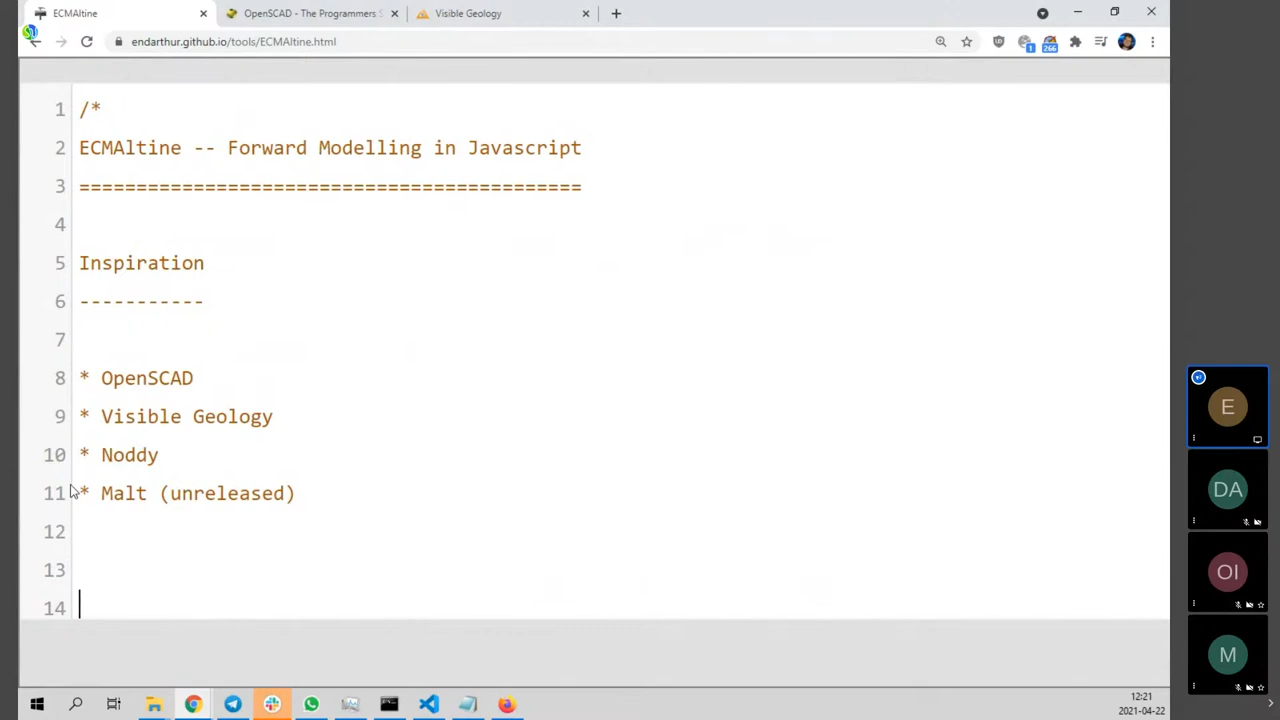 ECMAltine
OpenSCAD - The Programmers S
Visible Geology
endarthur.github.io/tools/ECMAltine.html
1
266
1 /*
2 ECMAltine -- Forward Modelling in Javascript
3 ============================================
4
5 Inspiration
6 -----------
7
8 * OpenSCAD
9 * Visible Geology
10 * Noddy
11 * Malt (unreleased)
12
13
14
E
DA
OI
M
12:21
2021-04-22